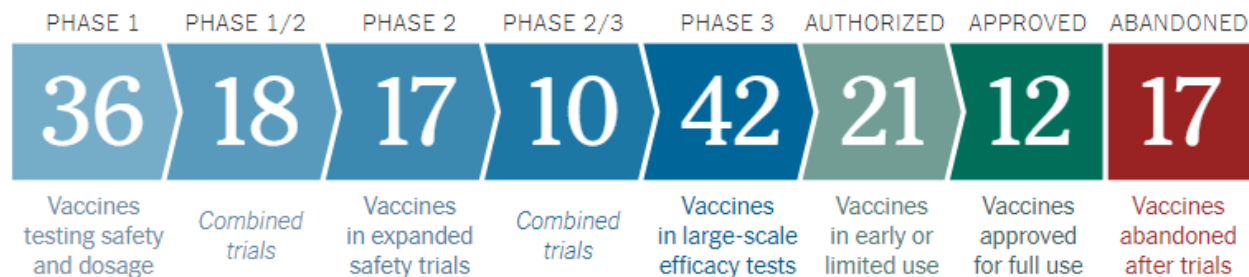 PHASE 1 PHASE 1/2 PHASE 2 PHASE 2/3 PHASE 3 AUTHORIZED APPROVED ABANDONED
36 18 17 10 42 21 12 17
Vaccines
testing safety
and dosage
Combined
trials
Vaccines
in expanded
safety trials
Combined
trials
Vaccines
in large-scale
efficacy tests
Vaccines
in early or
limited use
Vaccines
approved
for full use
Vaccines
abandoned
after trials